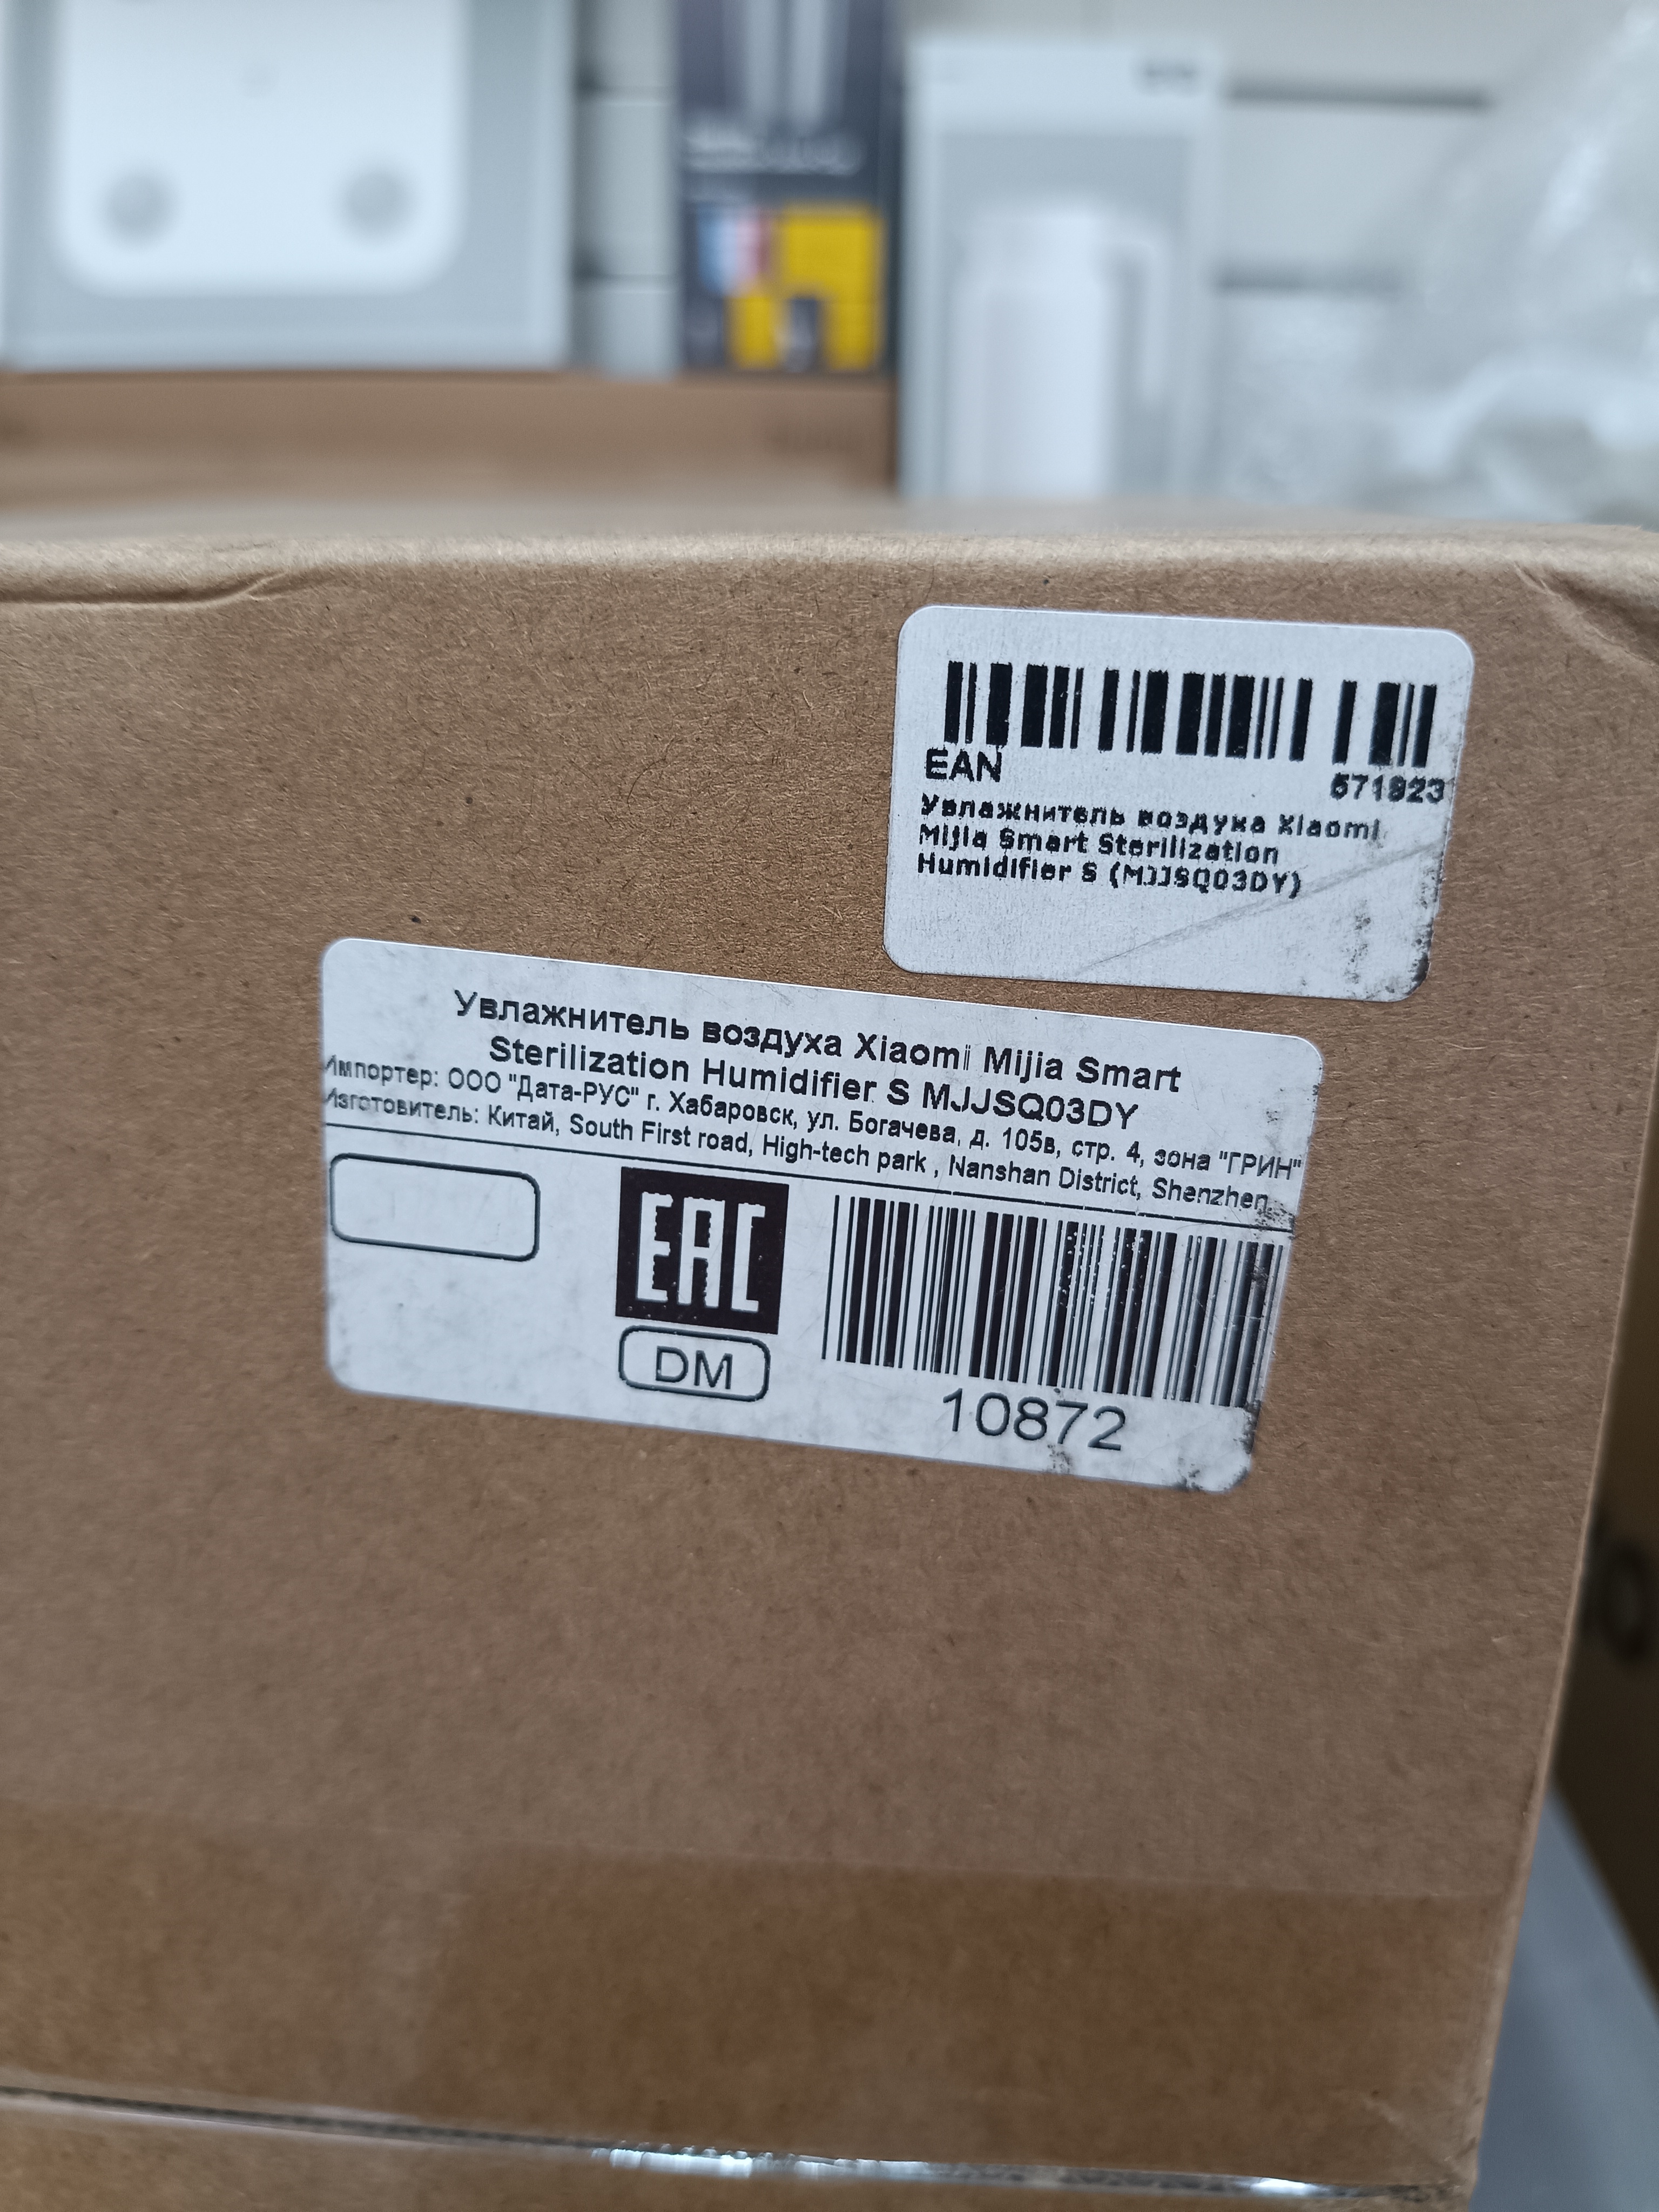 EAN
571923
Увлажнитель воздуха Xiaomi
Mijia Smart Sterilization
Humidifier S (MJJSQ03DY)
Увлажнитель воздуха Xiaomi Mijia Smart
Sterilization Humidifier S MJJSQ03DY
Импортер: ООО "Дата-РУС" г. Хабаровск, ул. Богачева, д. 105в, стр. 4, зона "ГРИН"
Изготовитель: Китай, South First road, High-tech park , Nanshan District, Shenzhen
EAC
DM
10872